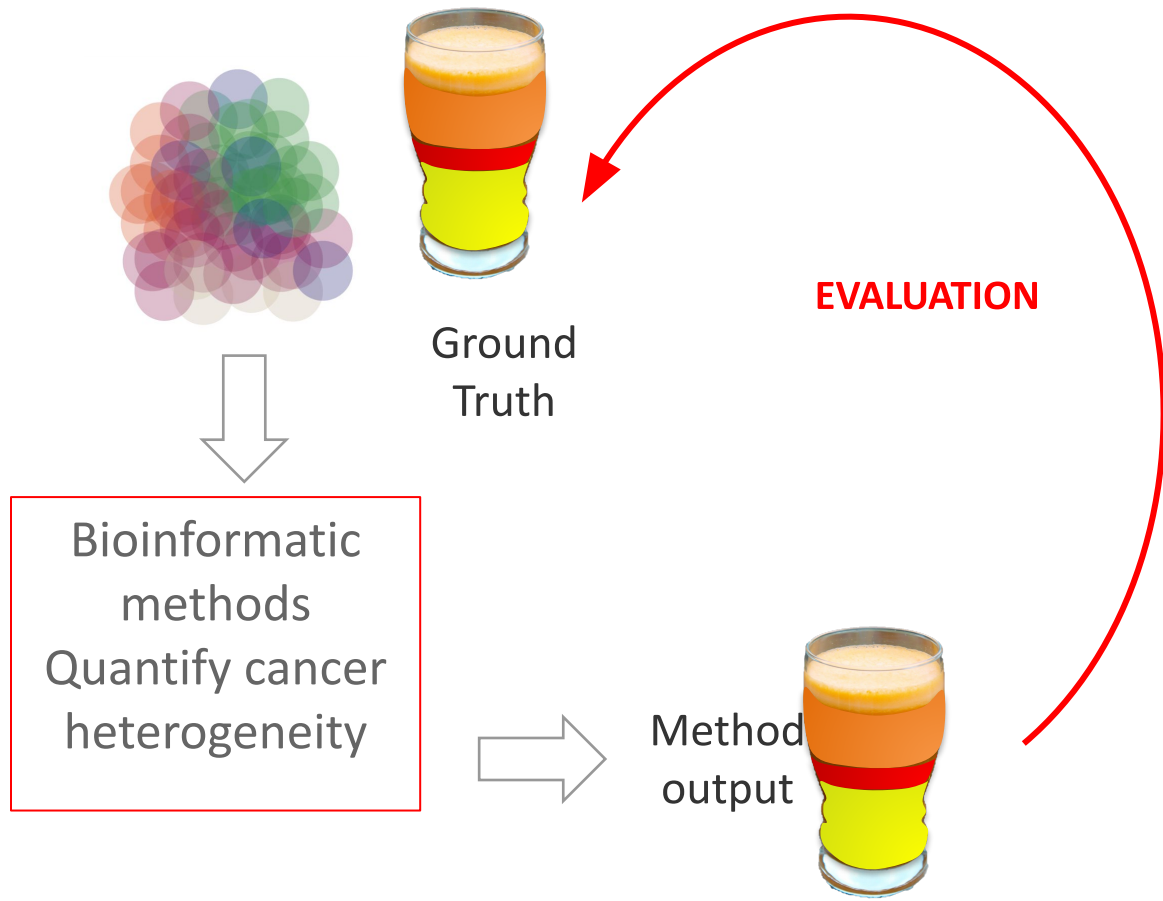 EVALUATION
Ground
Truth
Bioinformatic
methods
Quantify cancer
heterogeneity
Method
output